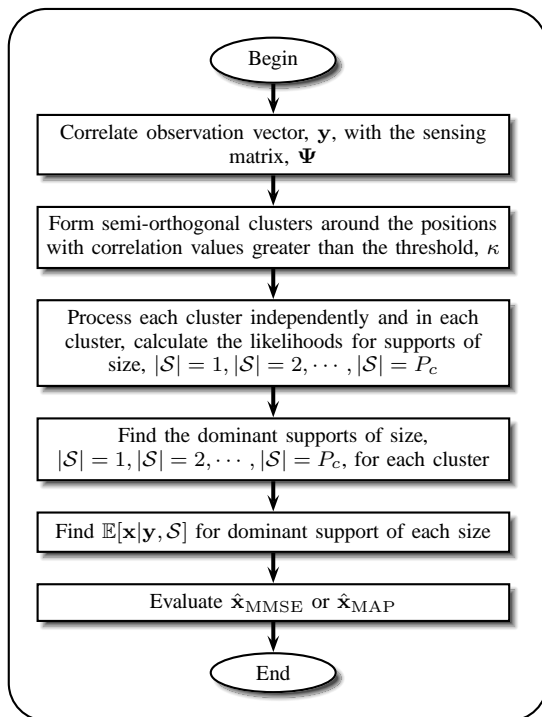 Begin
Correlate observation vector, y, with the sensing
matrix, Ψ
Form semi-orthogonal clusters around the positions
with correlation values greater than the threshold, κ
Process each cluster independently and in each
cluster, calculate the likelihoods for supports of
size, |𝒮| = 1, |𝒮| = 2, ⋯ , |𝒮| = P_c
Find the dominant supports of size,
|𝒮| = 1, |𝒮| = 2, ⋯ , |𝒮| = P_c, for each cluster
Find 𝔼[x|y, 𝒮] for dominant support of each size
Evaluate x̂_MMSE or x̂_MAP
End